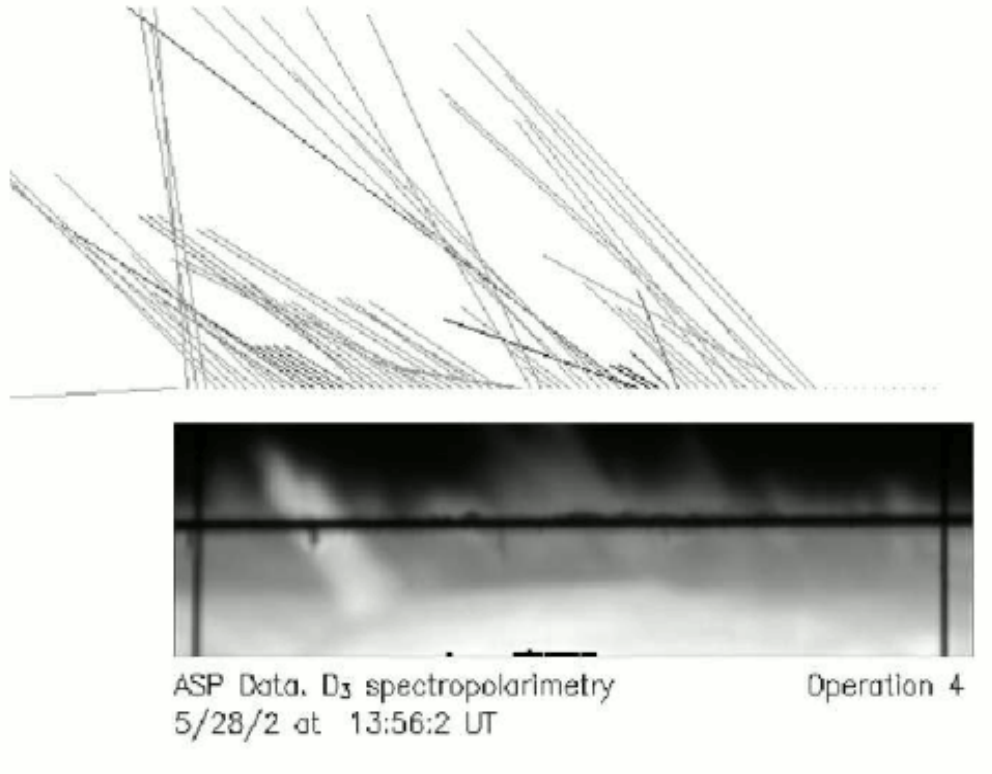 ASP Data. D₃ spectropolarimetry
Operation 4
5/28/2 at 13:56:2 UT